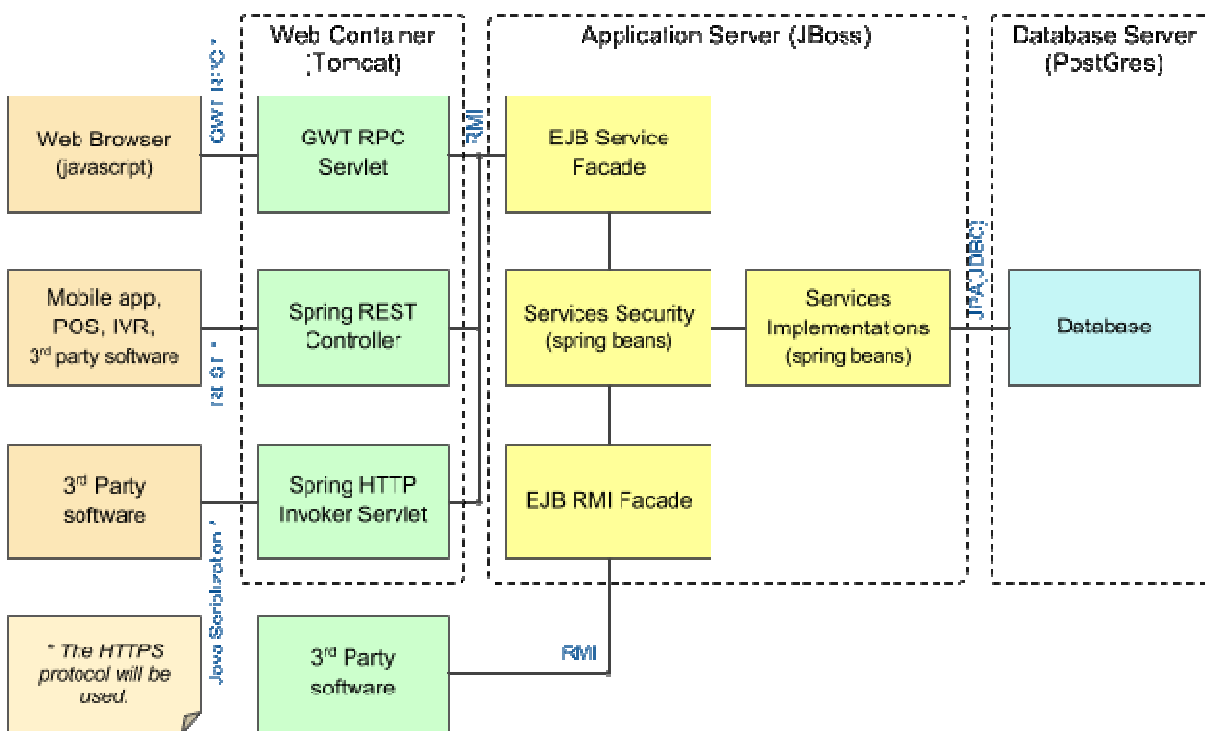 Web Container
(Tomcat)
Application Server (JBoss)
Database Server
(PostGres)
GWT RPC *
RMI
Web Browser
(javascript)
GWT RPC
Servlet
EJB Service
Facade
JPA (JDBC)
Mobile app,
POS, IVR,
3rd party software
Spring REST
Controller
Services Security
(spring beans)
Services
Implementations
(spring beans)
Database
REST *
3rd Party
software
Spring HTTP
Invoker Servlet
EJB RMI Facade
Java Serialization *
* The HTTPS
protocol will be
used.
3rd Party
software
RMI